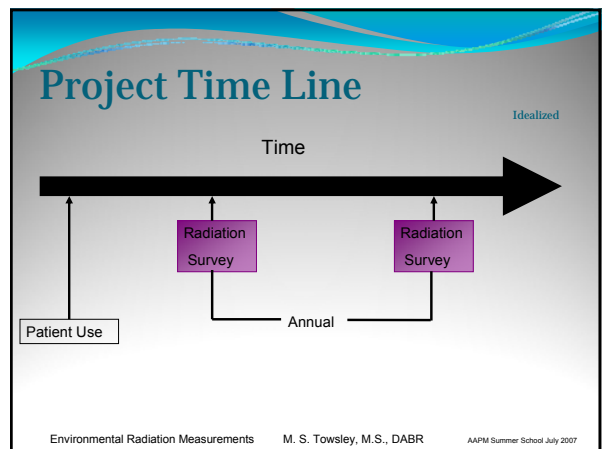 Project Time Line
Idealized
Time
Radiation
Survey
Radiation
Survey
Annual
Patient Use
Environmental Radiation Measurements M. S. Towsley, M.S., DABR AAPM Summer School July 2007